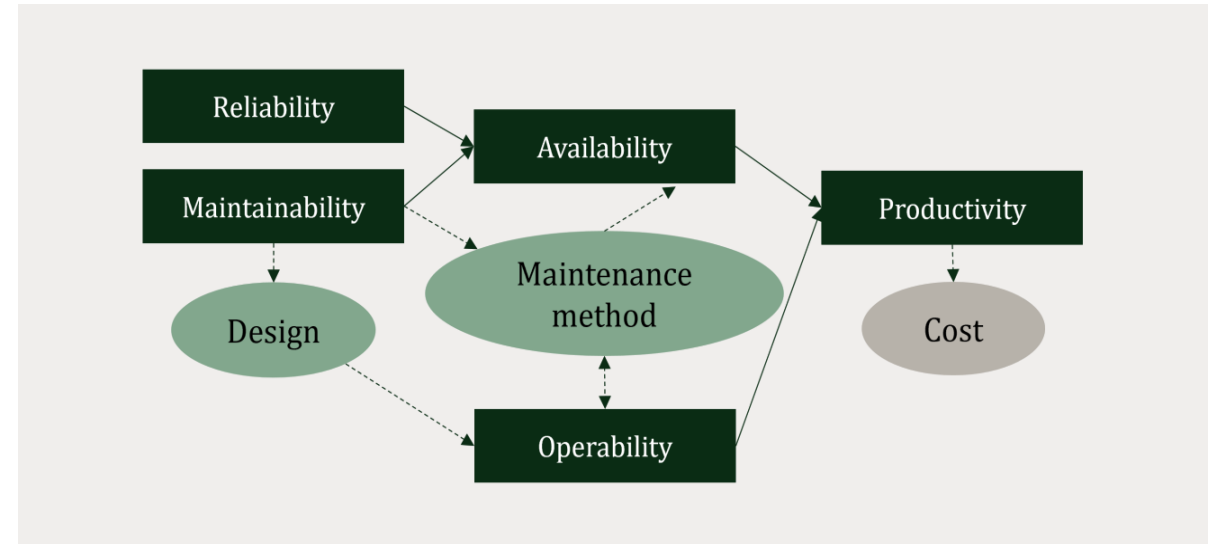 Reliability
Availability
Maintainability
Productivity
Maintenance
method
Design
Cost
Operability